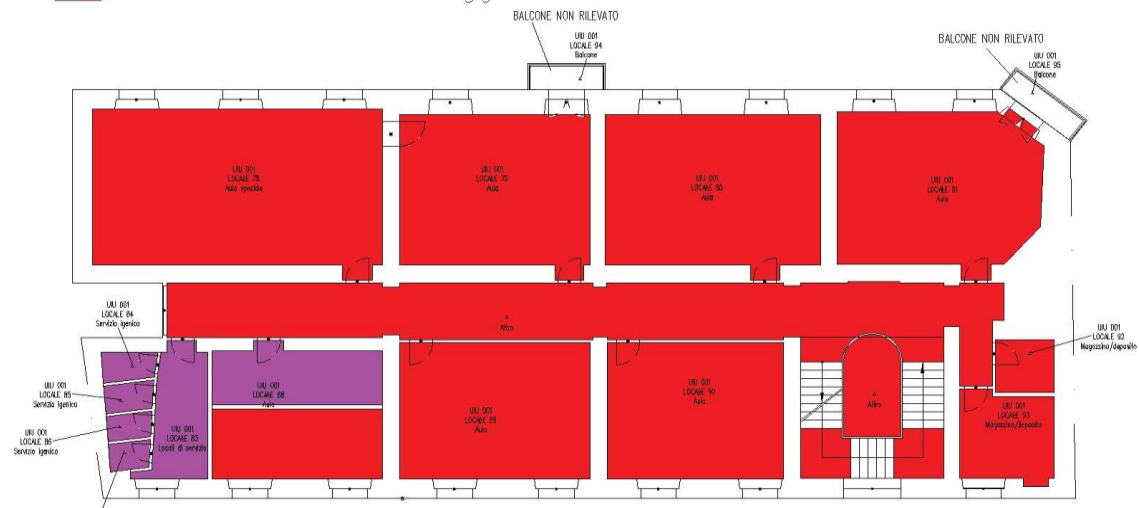 BALCONE NON RILEVATO
UIU 001
LOCALE 94
Balcone
BALCONE NON RILEVATO
UIU 001
LOCALE 95
Balcone
UIU 001
LOCALE 78
Aula speciale
UIU 001
LOCALE 79
Aula
UIU 001
LOCALE 80
Aula
UIU 001
LOCALE 81
Aula
UIU 001
LOCALE 84
Servizio igenico
Altro
UIU 001
LOCALE 92
Magazzino/deposito
UIU 001
LOCALE 85
Servizio igenico
UIU 001
LOCALE 88
Aula
UIU 001
LOCALE 90
Aula
UIU 001
LOCALE 86
Servizio igenico
UIU 001
LOCALE 83
Locali di servizio
UIU 001
LOCALE 89
Aula
Altro
UIU 001
LOCALE 93
Magazzino/deposito